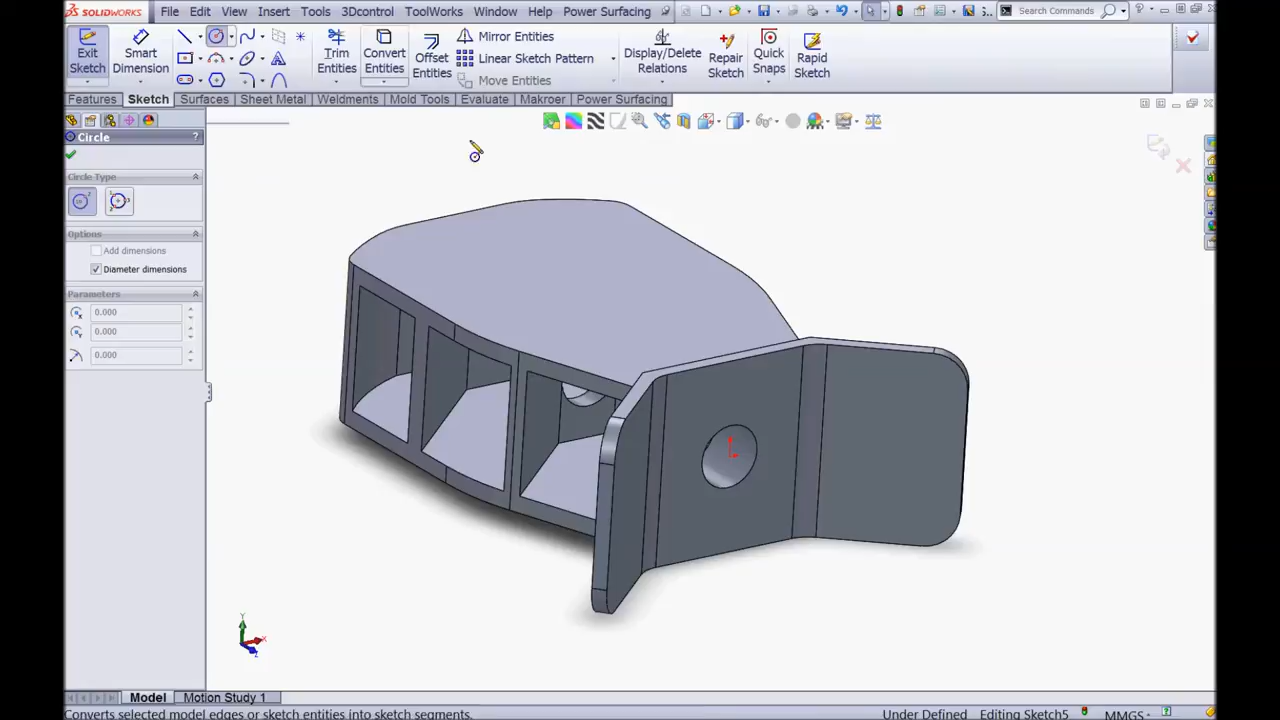 SOLIDWORKS File Edit View Insert Tools 3Dcontrol ToolWorks Window Help Power Surfacing Search Commands
Exit Sketch
Smart Dimension
Trim Entities
Convert Entities
Offset Entities
Mirror Entities
Linear Sketch Pattern
Move Entities
Display/Delete Relations
Repair Sketch
Quick Snaps
Rapid Sketch
Features Sketch Surfaces Sheet Metal Weldments Mold Tools Evaluate Makroer Power Surfacing
Circle ?
Circle Type
Options
Add dimensions
Diameter dimensions
Parameters
0.000
0.000
0.000
Y
X
Z
Model Motion Study 1
Converts selected model edges or sketch entities into sketch segments. Under Defined Editing Sketch5 MMGS